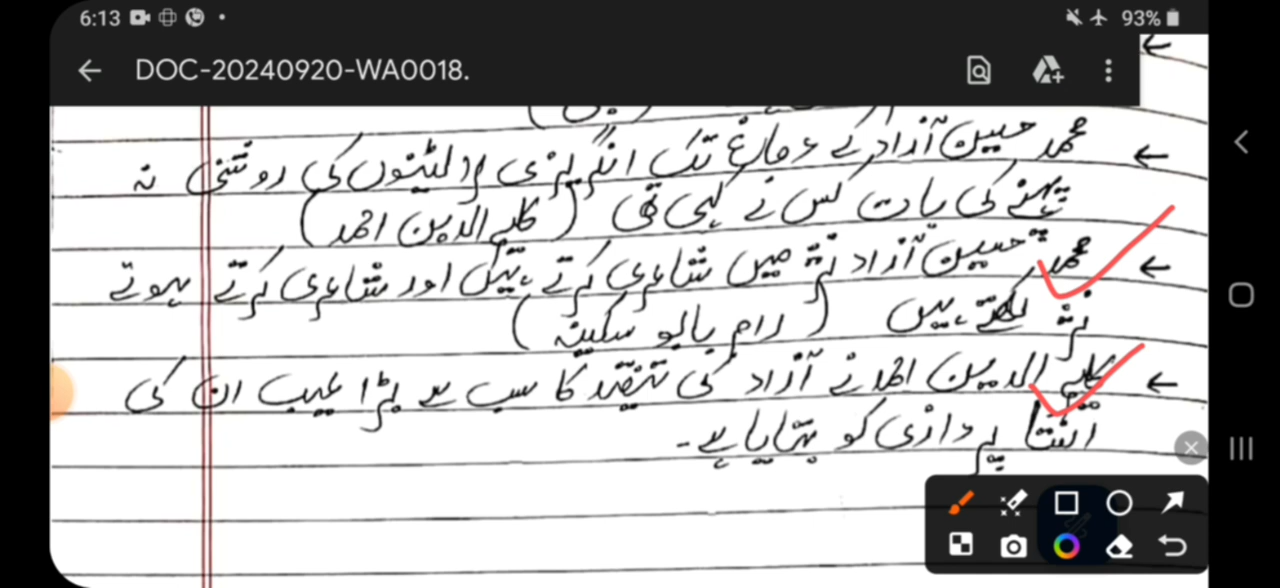 6:13
93%
DOC-20240920-WA0018.
محمد حسین آزاد کے دماغ تک انگریزی لالٹینوں کی روشنی نہ
پہنچنے کی بات کس نے کہی تھی (کلیم الدین احمد)
محمد حسین آزاد نثر میں شاعری کرتے ہیں اور شاعری کرتے ہوئے
نثر لکھتے ہیں (رام بابو سکسینہ)
کلیم الدین احمد نے آزاد کی تنقید کا سب سے بڑا عیب ان کی
انشا پردازی کو بتایا ہے۔